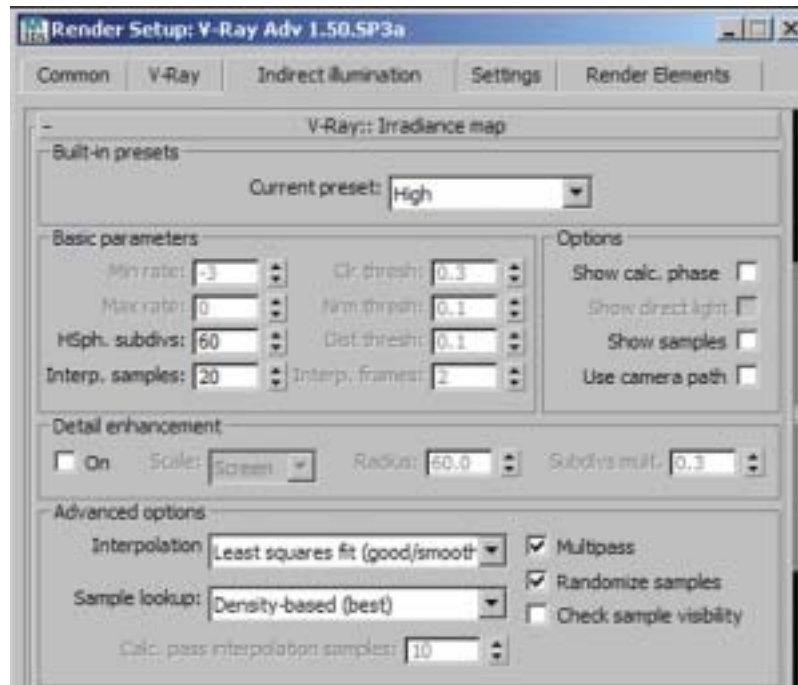 Render Setup: V-Ray Adv 1.50.SP3a
Common V-Ray Indirect illumination Settings Render Elements
- V-Ray:: Irradiance map
Built-in presets
Current preset: High
Basic parameters
Min rate: -3 Clr. thresh: 0.3
Max rate: 0 Nrm thresh: 0.1
HSph. subdivs: 60 Dist thresh: 0.1
Interp. samples: 20 Interp. frames: 2
Options
Show calc. phase
Show direct light
Show samples
Use camera path
Detail enhancement
On Scale: Screen Radius: 60.0 Subdivs mult. 0.3
Advanced options
Interpolation Least squares fit (good/smooth Multipass
Randomize samples
Sample lookup: Density-based (best)
Check sample visibility
Calc. pass interpolation samples: 10